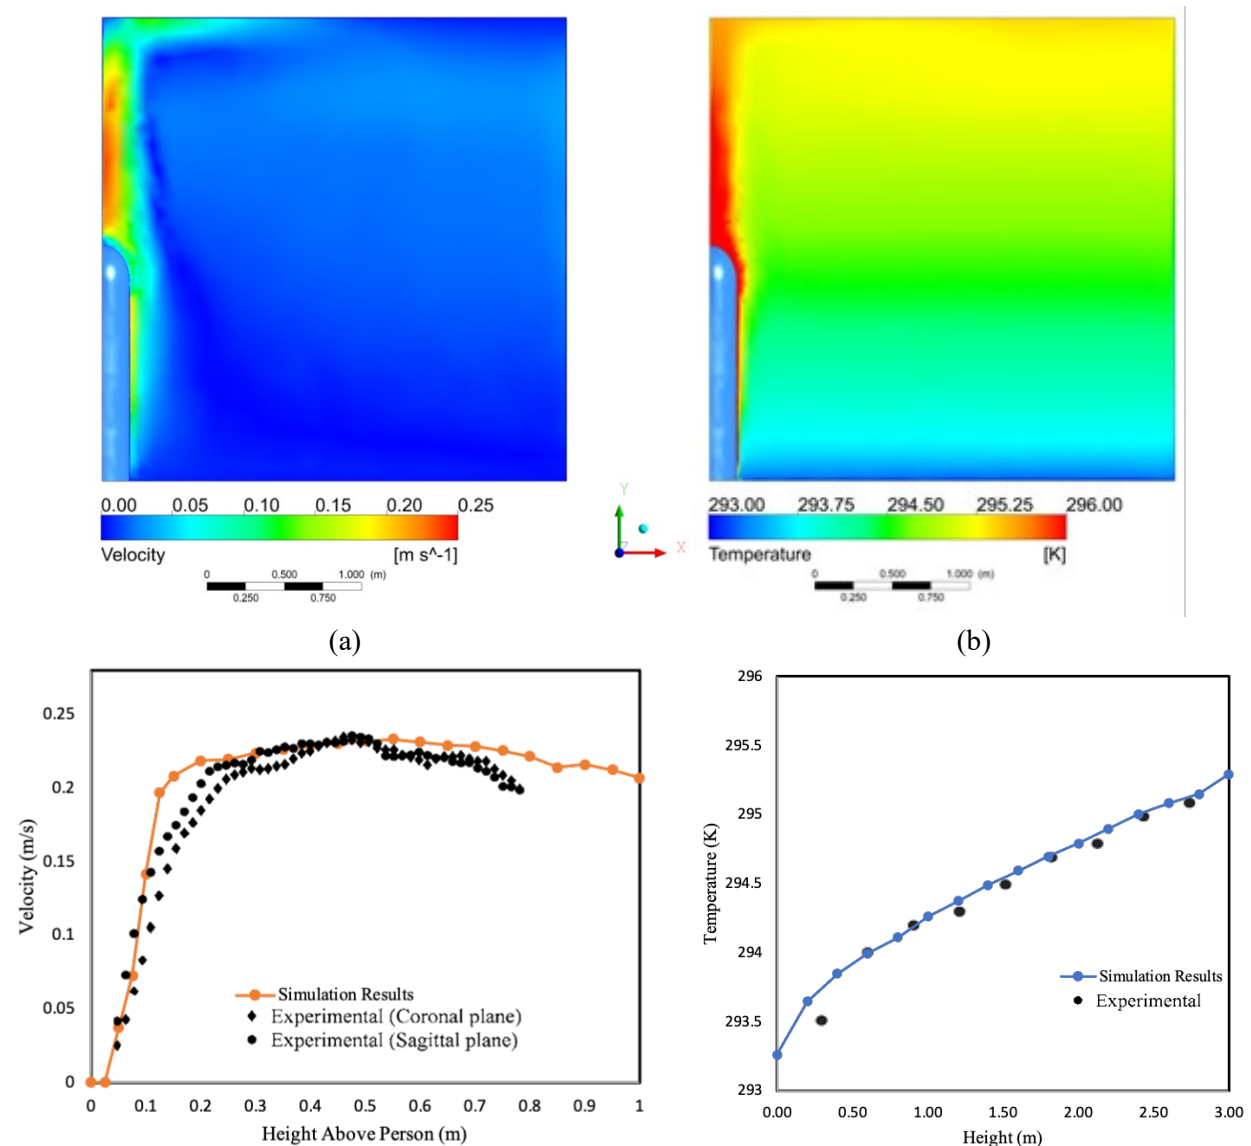 0.00 0.05 0.10 0.15 0.20 0.25
Velocity [m s^-1]
0 0.500 1.000 (m)
0.250 0.750
Y
Z X
293.00 293.75 294.50 295.25 296.00
Temperature [K]
0 0.500 1.000 (m)
0.250 0.750
(a)
(b)
0.25
0.2
0.15
0.1
0.05
0
Velocity (m/s)
Simulation Results
Experimental (Coronal plane)
Experimental (Sagittal plane)
0 0.1 0.2 0.3 0.4 0.5 0.6 0.7 0.8 0.9 1
Height Above Person (m)
296
295.5
295
294.5
294
293.5
293
Temperature (K)
Simulation Results
Experimental
0.00 0.50 1.00 1.50 2.00 2.50 3.00
Height (m)